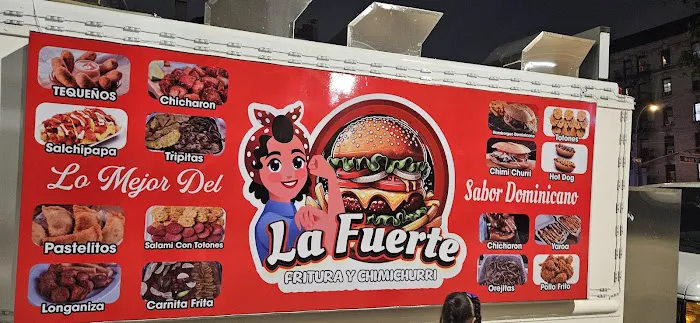 TEQUEÑOS
Chicharon
Salchipapa
Tripitas
Lo Mejor Del
Pastelitos
Salami Con Totones
Longaniza
Carnita Frita
La Fuerte
FRITURA Y CHIMICHURRI
Totones
Chimi Churri
Hot Dog
Sabor Dominicano
Chicharron
Yaroa
Orejitas
Pollo Frito